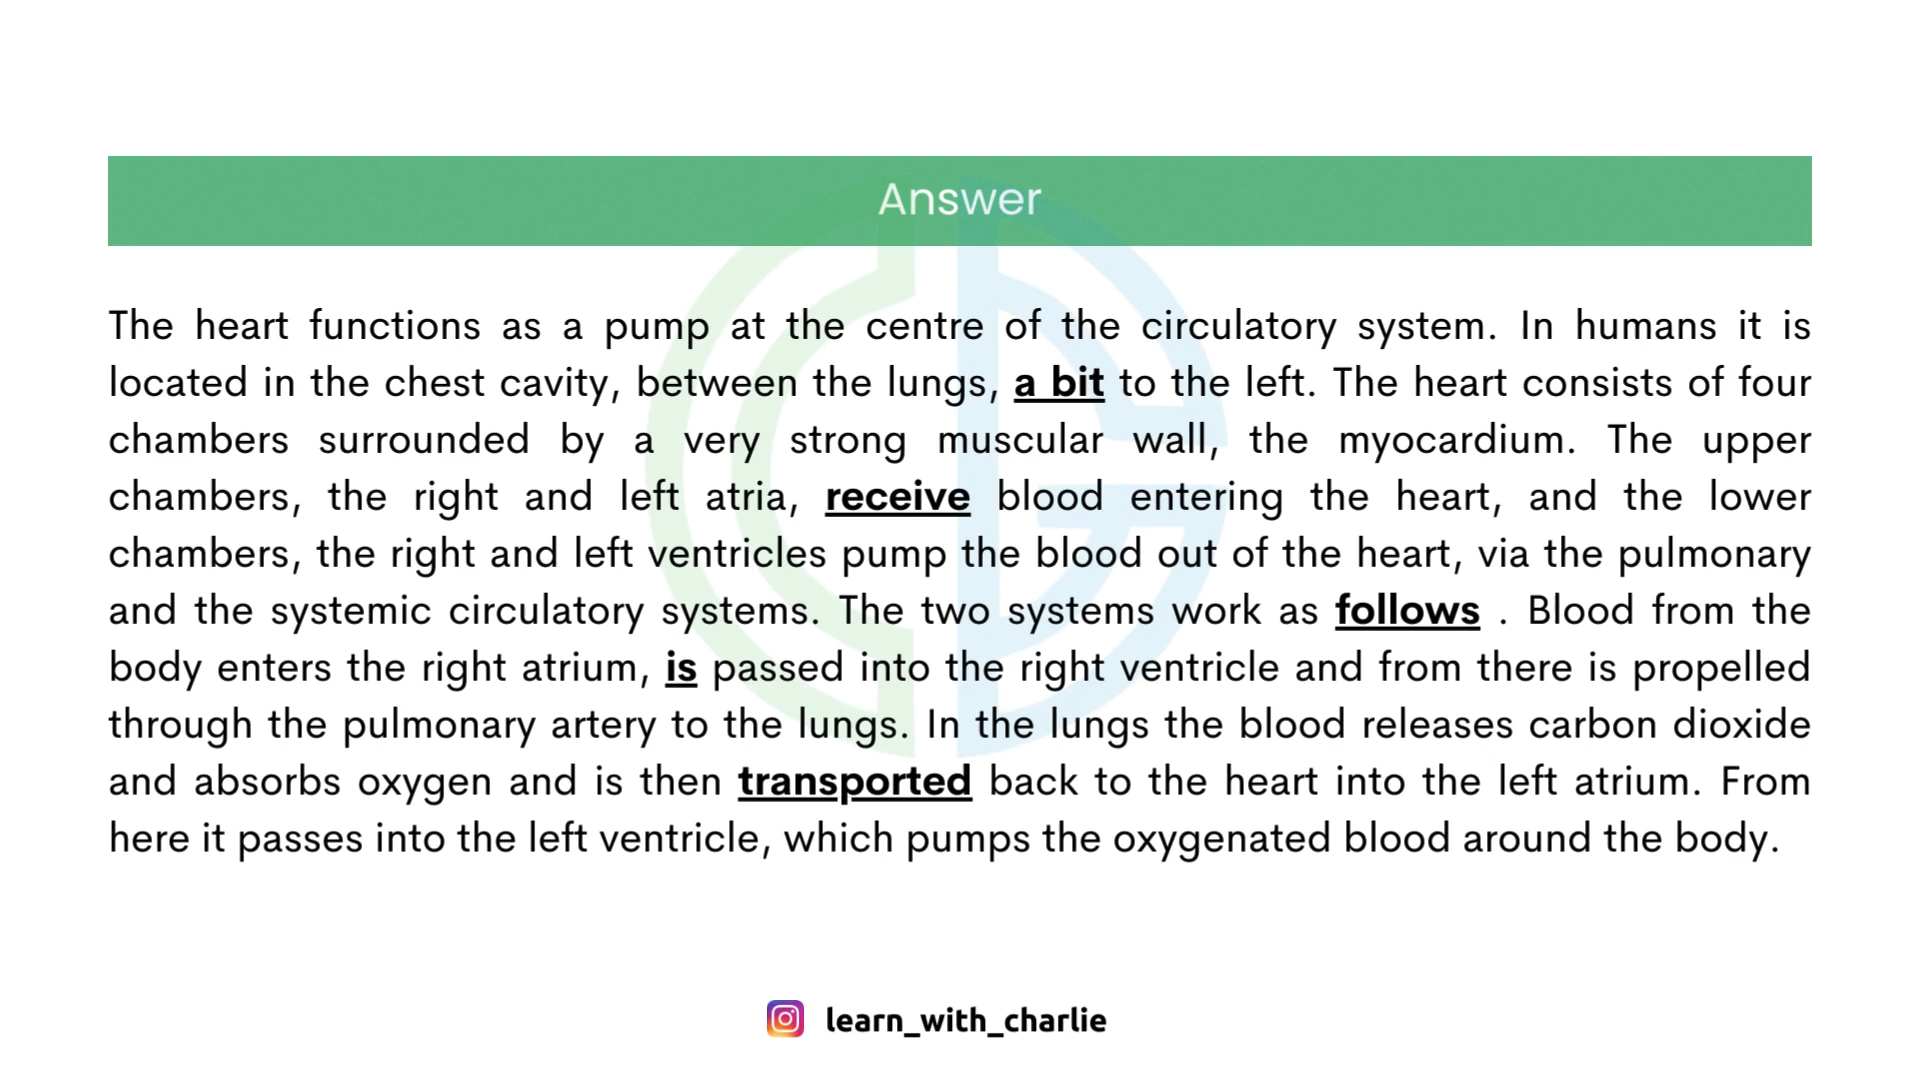 Answer
The heart functions as a pump at the centre of the circulatory system. In humans it is
located in the chest cavity, between the lungs, a bit to the left. The heart consists of four
chambers surrounded by a very strong muscular wall, the myocardium. The upper
chambers, the right and left atria, receive blood entering the heart, and the lower
chambers, the right and left ventricles pump the blood out of the heart, via the pulmonary
and the systemic circulatory systems. The two systems work as follows . Blood from the
body enters the right atrium, is passed into the right ventricle and from there is propelled
through the pulmonary artery to the lungs. In the lungs the blood releases carbon dioxide
and absorbs oxygen and is then transported back to the heart into the left atrium. From
here it passes into the left ventricle, which pumps the oxygenated blood around the body.
learn_with_charlie